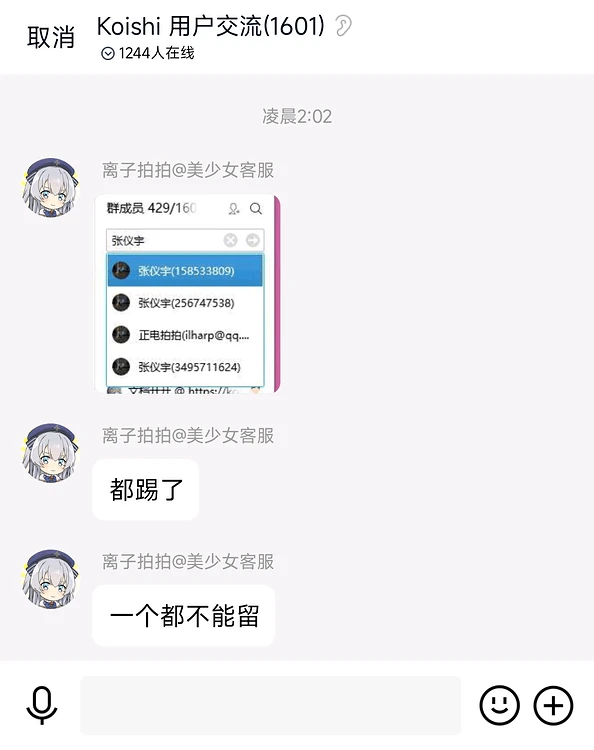 取消
Koishi 用户交流(1601)
1244人在线
凌晨2:02
离子拍拍@美少女客服
群成员 429/160
张仪宇
张仪宇(158533809)
张仪宇(256747538)
正电拍拍(ilharp@qq....
张仪宇(3495711624)
@ https://ko
离子拍拍@美少女客服
都踢了
离子拍拍@美少女客服
一个都不能留